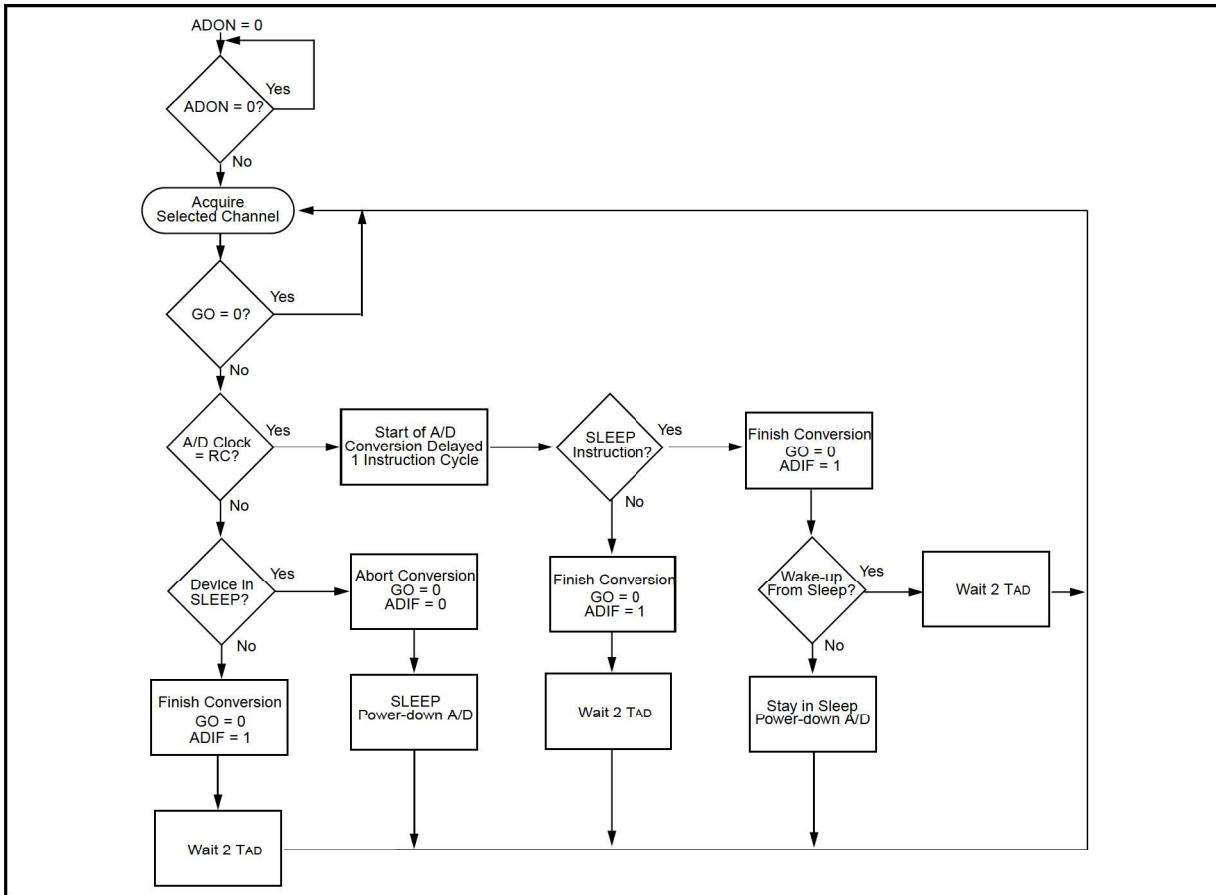 ADON = 0
ADON = 0?
Yes
No
Acquire
Selected Channel
GO = 0?
Yes
No
A/D Clock
= RC?
Yes
No
Start of A/D
Conversion Delayed
1 Instruction Cycle
SLEEP
Instruction?
Yes
No
Finish Conversion
GO = 0
ADIF = 1
Device in
SLEEP?
Yes
No
Abort Conversion
GO = 0
ADIF = 0
Finish Conversion
GO = 0
ADIF = 1
Wake-up
From Sleep?
Yes
No
Wait 2 TAD
Finish Conversion
GO = 0
ADIF = 1
SLEEP
Power-down A/D
Wait 2 TAD
Stay in Sleep
Power-down A/D
Wait 2 TAD